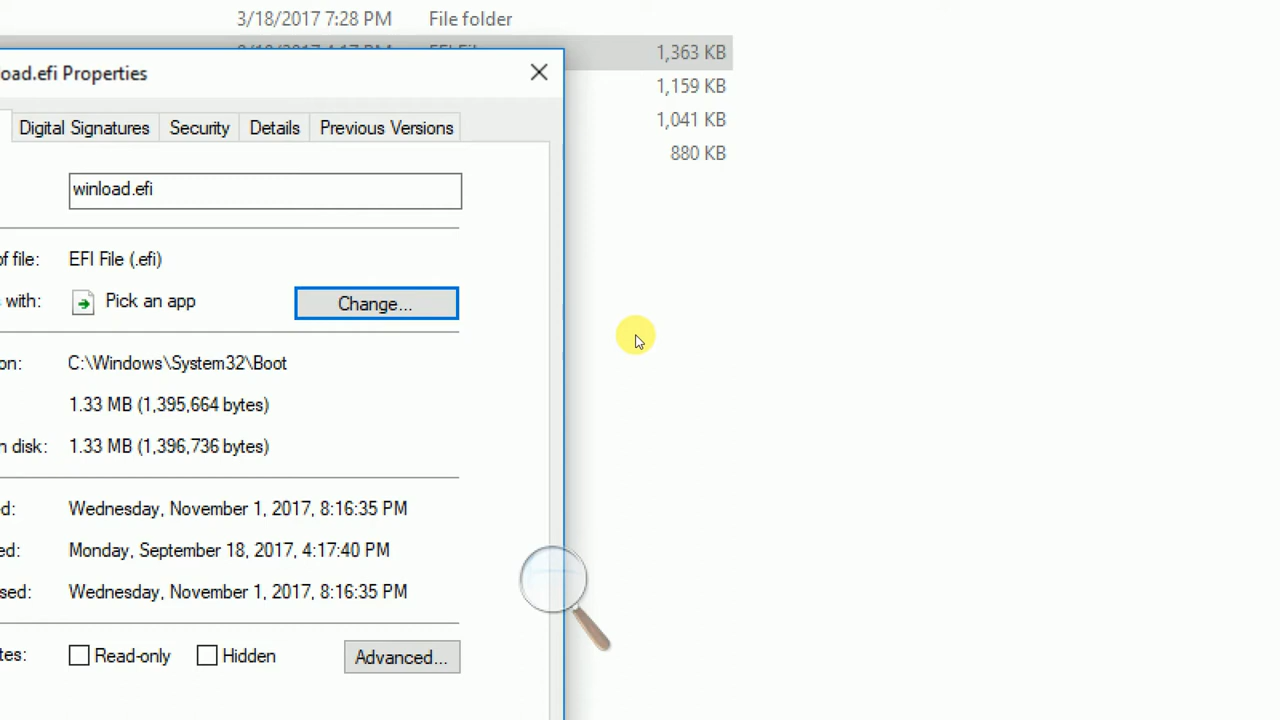 3/18/2017 7:28 PM File folder
1,363 KB
oad.efi Properties
1,159 KB
Digital Signatures Security Details Previous Versions
1,041 KB
880 KB
winload.efi
of file: EFI File (.efi)
with: Pick an app Change...
on: C:\Windows\System32\Boot
1.33 MB (1,395,664 bytes)
n disk: 1.33 MB (1,396,736 bytes)
ed: Wednesday, November 1, 2017, 8:16:35 PM
ed: Monday, September 18, 2017, 4:17:40 PM
sed: Wednesday, November 1, 2017, 8:16:35 PM
tes: Read-only Hidden Advanced...